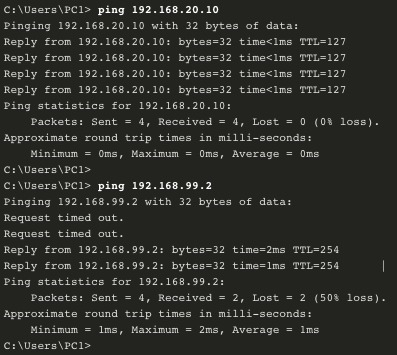 C:\Users\PC1> ping 192.168.20.10
Pinging 192.168.20.10 with 32 bytes of data:
Reply from 192.168.20.10: bytes=32 time<1ms TTL=127
Reply from 192.168.20.10: bytes=32 time<1ms TTL=127
Reply from 192.168.20.10: bytes=32 time<1ms TTL=127
Reply from 192.168.20.10: bytes=32 time<1ms TTL=127
Ping statistics for 192.168.20.10:
    Packets: Sent = 4, Received = 4, Lost = 0 (0% loss).
Approximate round trip times in milli-seconds:
    Minimum = 0ms, Maximum = 0ms, Average = 0ms
C:\Users\PC1>
C:\Users\PC1> ping 192.168.99.2
Pinging 192.168.99.2 with 32 bytes of data:
Request timed out.
Request timed out.
Reply from 192.168.99.2: bytes=32 time=2ms TTL=254
Reply from 192.168.99.2: bytes=32 time=1ms TTL=254
Ping statistics for 192.168.99.2:
    Packets: Sent = 4, Received = 2, Lost = 2 (50% loss).
Approximate round trip times in milli-seconds:
    Minimum = 1ms, Maximum = 2ms, Average = 1ms
C:\Users\PC1>